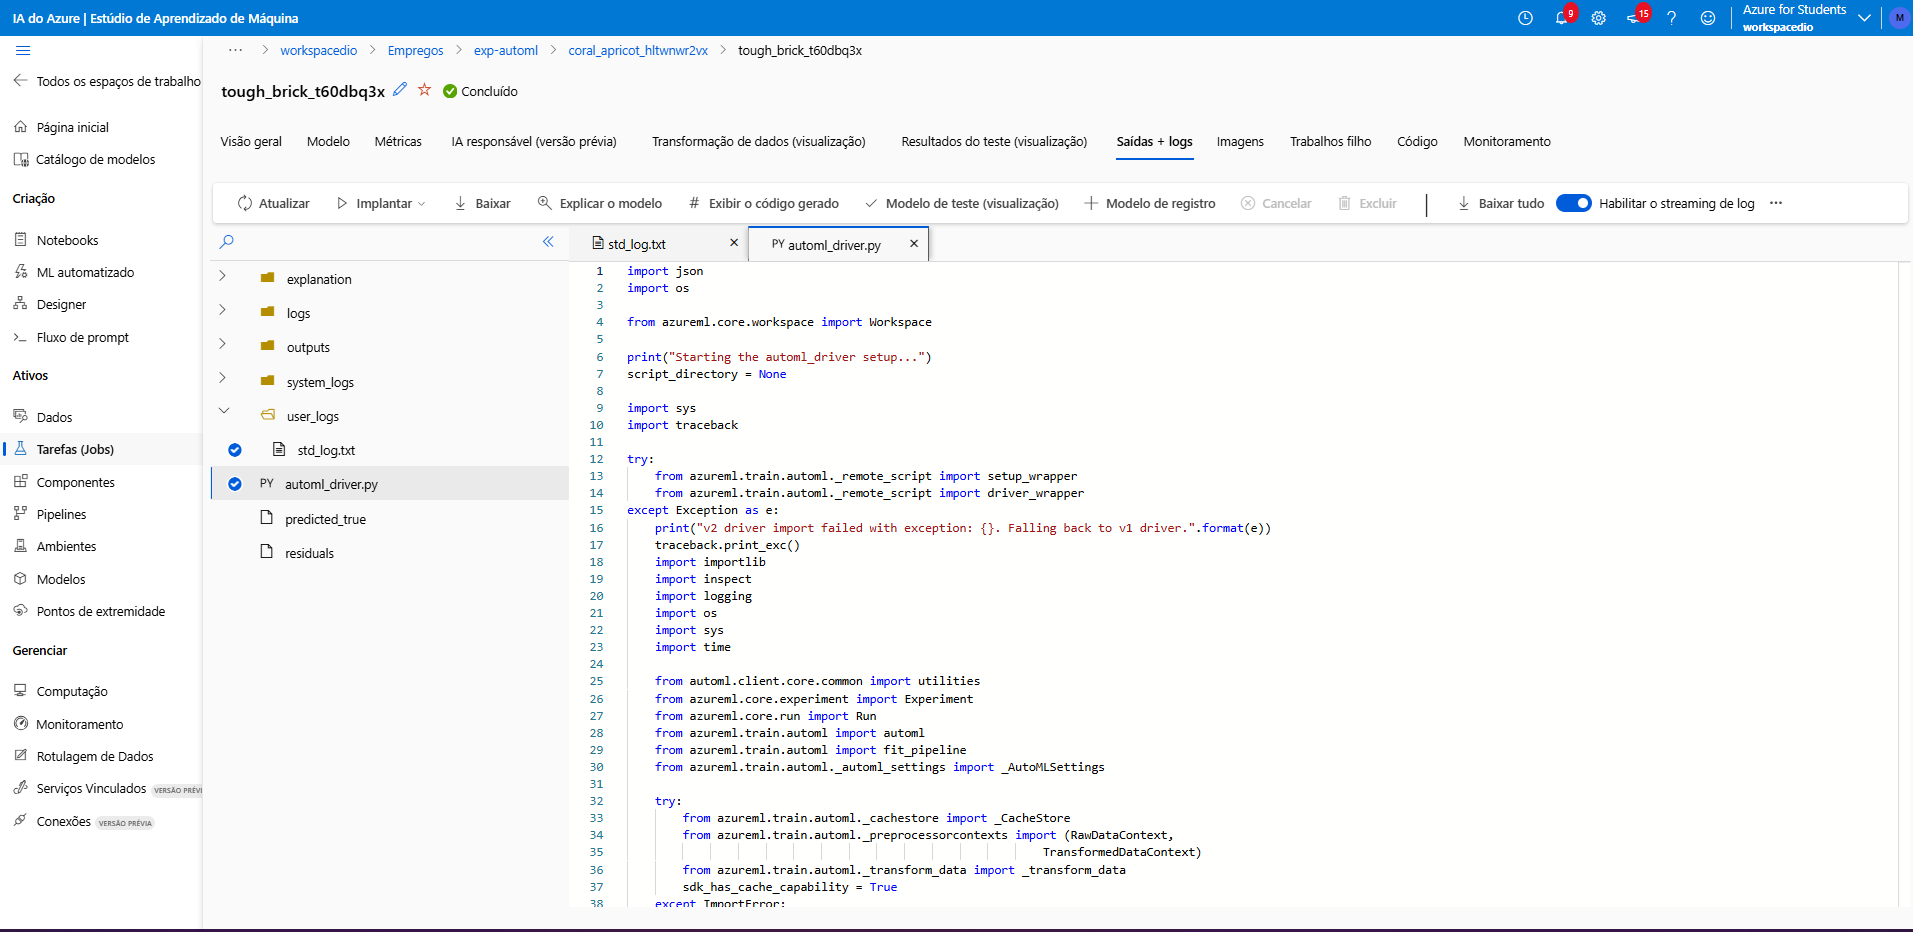 IA do Azure | Estúdio de Aprendizado de Máquina
9
15
?
Azure for Students
workspacedio
M
Todos os espaços de trabalho
Página inicial
Catálogo de modelos
Criação
Notebooks
ML automatizado
Designer
Fluxo de prompt
Ativos
Dados
Tarefas (Jobs)
Componentes
Pipelines
Ambientes
Modelos
Pontos de extremidade
Gerenciar
Computação
Monitoramento
Rotulagem de Dados
Serviços Vinculados VERSÃO PRÉVI
Conexões VERSÃO PRÉVIA
··· > workspacedio > Empregos > exp-automl > coral_apricot_hltwnwr2vx > tough_brick_t60dbq3x
tough_brick_t60dbq3x Concluído
Visão geral Modelo Métricas IA responsável (versão prévia) Transformação de dados (visualização) Resultados do teste (visualização) Saídas + logs Imagens Trabalhos filho Código Monitoramento
Atualizar Implantar Baixar Explicar o modelo # Exibir o código gerado Modelo de teste (visualização) Modelo de registro Cancelar Excluir | Baixar tudo Habilitar o streaming de log ···
explanation
logs
outputs
system_logs
user_logs
std_log.txt
PY automl_driver.py
predicted_true
residuals
std_log.txt PY automl_driver.py
1 import json
2 import os
3
4 from azureml.core.workspace import Workspace
5
6 print("Starting the automl_driver setup...")
7 script_directory = None
8
9 import sys
10 import traceback
11
12 try:
13 from azureml.train.automl._remote_script import setup_wrapper
14 from azureml.train.automl._remote_script import driver_wrapper
15 except Exception as e:
16 print("v2 driver import failed with exception: {}. Falling back to v1 driver.".format(e))
17 traceback.print_exc()
18 import importlib
19 import inspect
20 import logging
21 import os
22 import sys
23 import time
24
25 from automl.client.core.common import utilities
26 from azureml.core.experiment import Experiment
27 from azureml.core.run import Run
28 from azureml.train.automl import automl
29 from azureml.train.automl import fit_pipeline
30 from azureml.train.automl._automl_settings import _AutoMLSettings
31
32 try:
33 from azureml.train.automl._cachestore import _CacheStore
34 from azureml.train.automl._preprocessorcontexts import (RawDataContext,
35 TransformedDataContext)
36 from azureml.train.automl._transform_data import _transform_data
37 sdk_has_cache_capability = True
38 except ImportError: